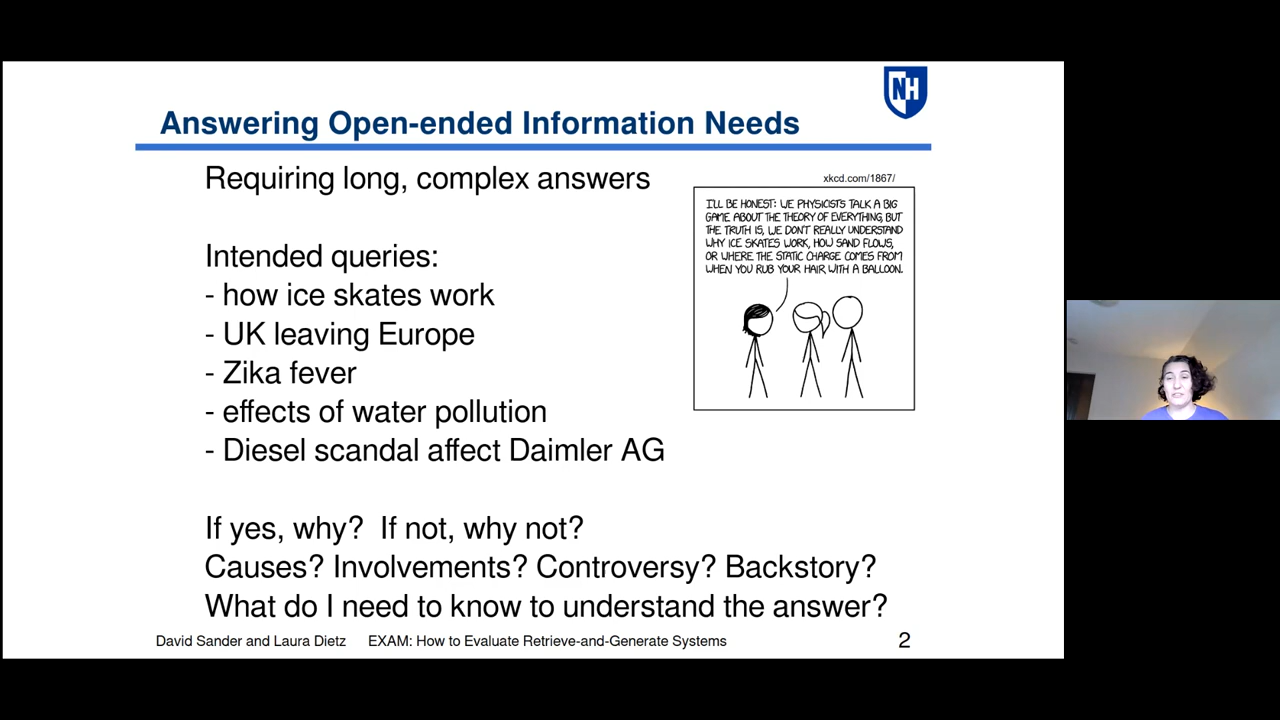 NH
Answering Open-ended Information Needs
Requiring long, complex answers
xkcd.com/1867/
I'LL BE HONEST: WE PHYSICISTS TALK A BIG
GAME ABOUT THE THEORY OF EVERYTHING, BUT
THE TRUTH IS, WE DON'T REALLY UNDERSTAND
WHY ICE SKATES WORK, HOW SAND FLOWS,
OR WHERE THE STATIC CHARGE COMES FROM
WHEN YOU RUB YOUR HAIR WITH A BALLOON.
Intended queries:
- how ice skates work
- UK leaving Europe
- Zika fever
- effects of water pollution
- Diesel scandal affect Daimler AG
If yes, why? If not, why not?
Causes? Involvements? Controversy? Backstory?
What do I need to know to understand the answer?
David Sander and Laura Dietz EXAM: How to Evaluate Retrieve-and-Generate Systems 2